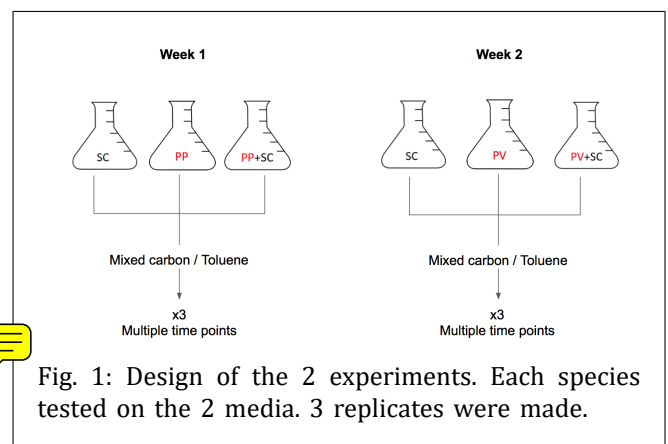 Week 1
Week 2
SC
PP
PP+SC
SC
PV
PV+SC
Mixed carbon / Toluene
Mixed carbon / Toluene
x3
x3
Multiple time points
Multiple time points
Fig. 1: Design of the 2 experiments. Each species
tested on the 2 media. 3 replicates were made.